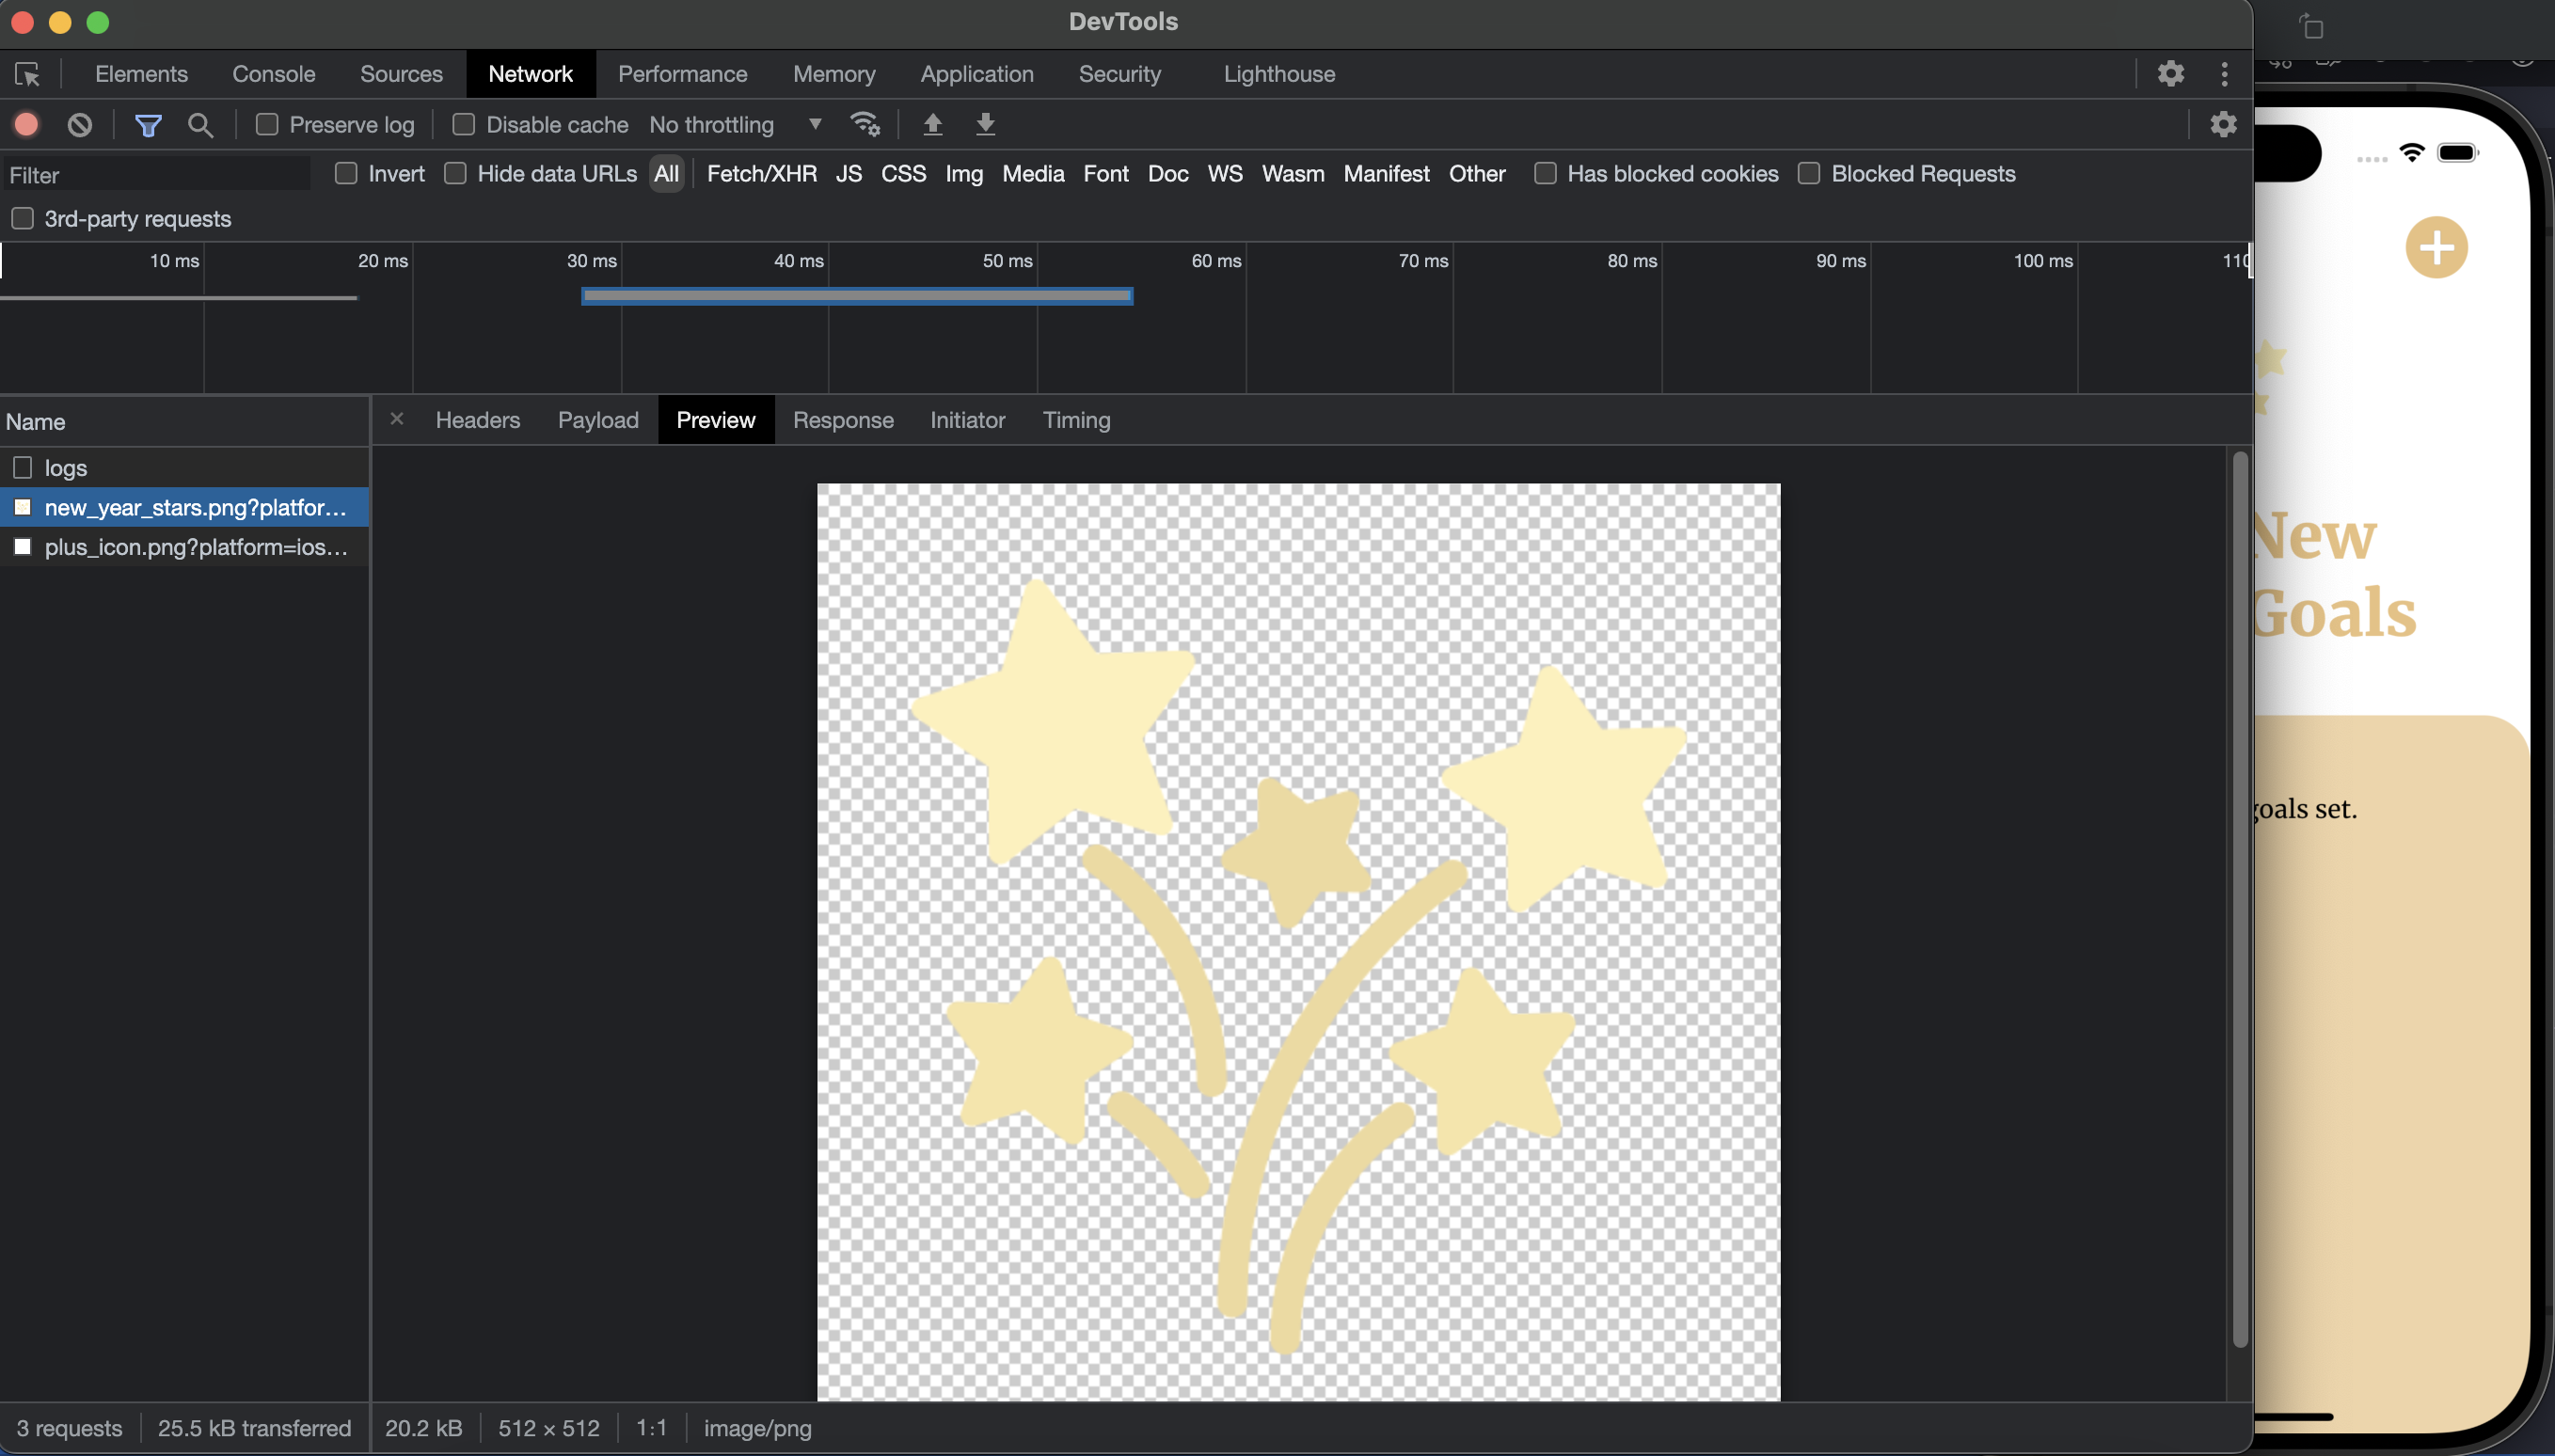 DevTools
Elements Console Sources Network Performance Memory Application Security Lighthouse
Preserve log Disable cache No throttling
Filter Invert Hide data URLs All Fetch/XHR JS CSS Img Media Font Doc WS Wasm Manifest Other Has blocked cookies Blocked Requests
3rd-party requests
10 ms 20 ms 30 ms 40 ms 50 ms 60 ms 70 ms 80 ms 90 ms 100 ms 110
Name
Headers Payload Preview Response Initiator Timing
logs
new_year_stars.png?platfor...
plus_icon.png?platform=ios...
3 requests 25.5 kB transferred 20.2 kB 512 × 512 1:1 image/png
New
Goals
goals set.